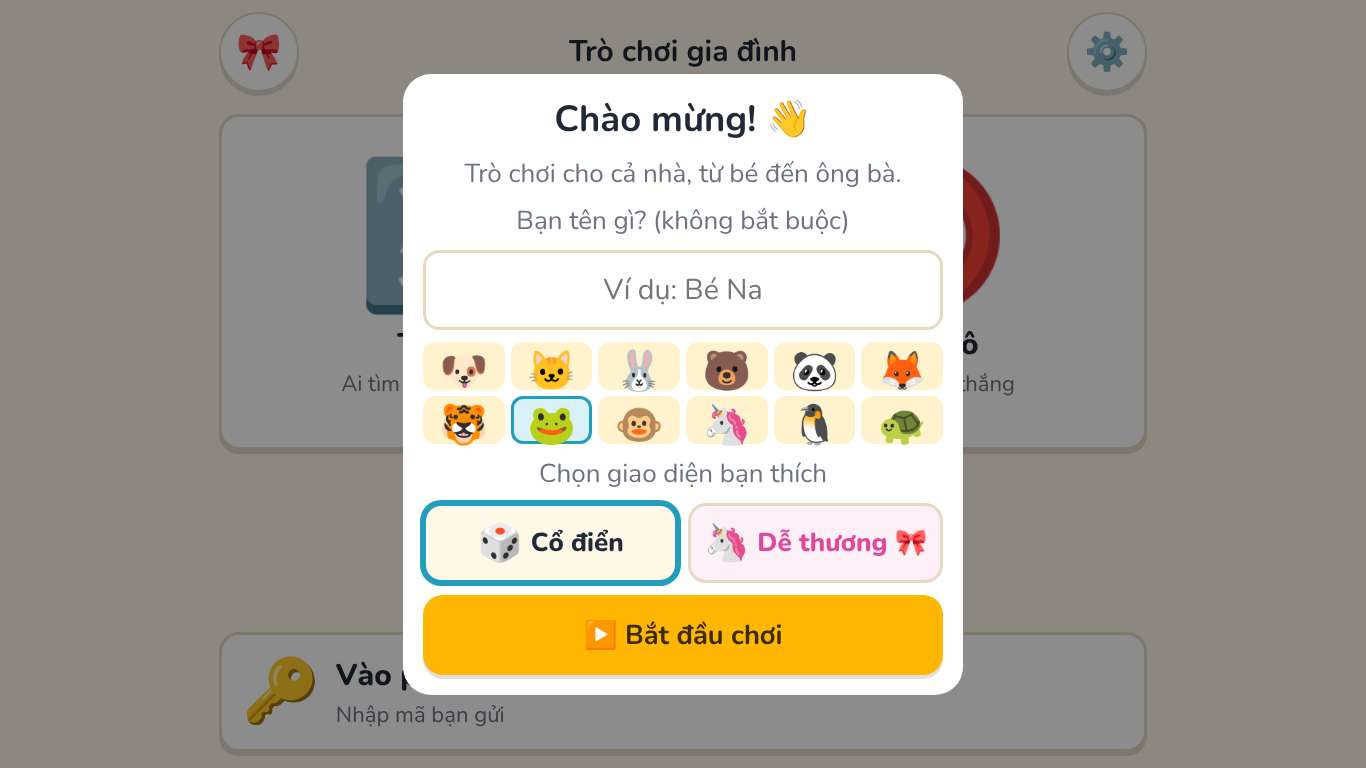 Trò chơi gia đình
Chào mừng! 👋
Trò chơi cho cả nhà, từ bé đến ông bà.
Bạn tên gì? (không bắt buộc)
Ví dụ: Bé Na
Ai tìm
thắng
Chọn giao diện bạn thích
Cổ điển
Dễ thương 🎀
Bắt đầu chơi
Vào
Nhập mã bạn gửi